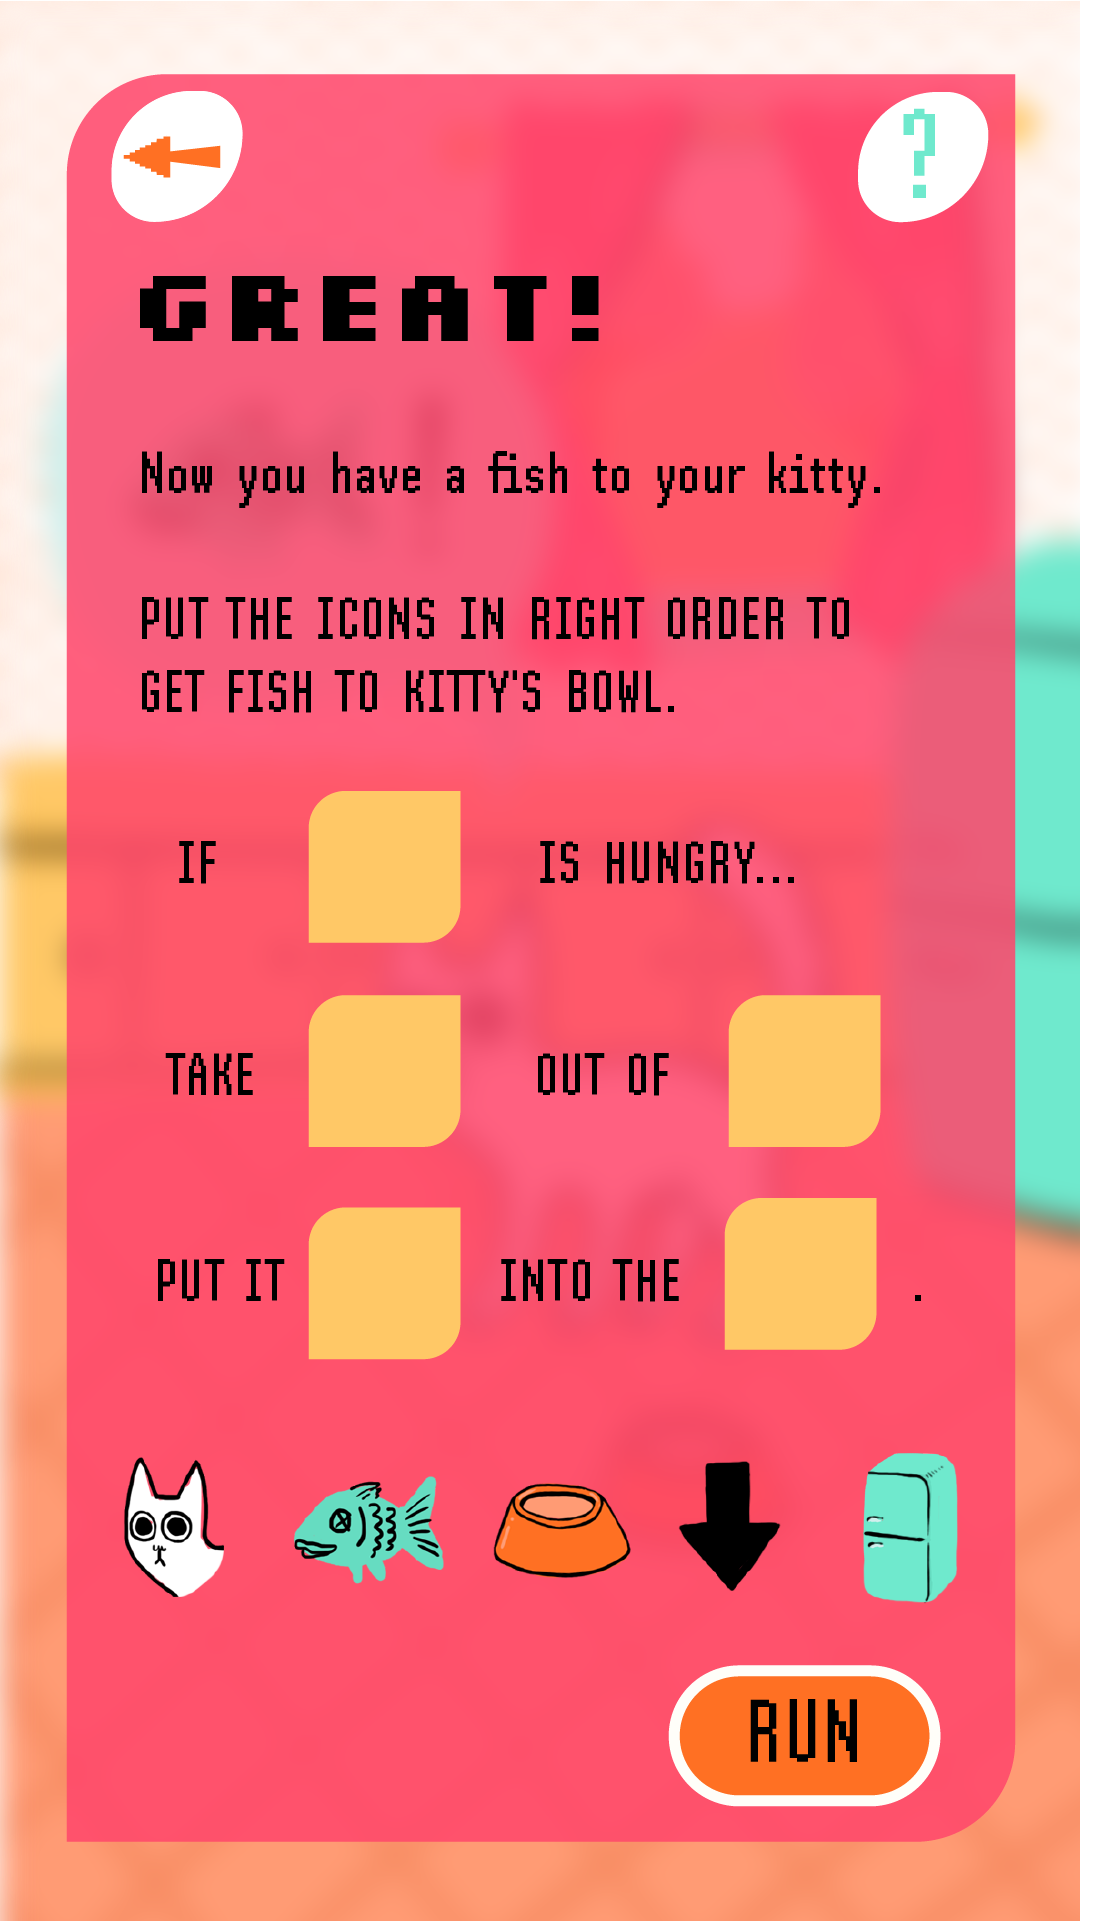 ?
GREAT!
Now you have a fish to your kitty.
PUT THE ICONS IN RIGHT ORDER TO
GET FISH TO KITTY'S BOWL.
IF IS HUNGRY...
TAKE OUT OF
PUT IT INTO THE .
RUN